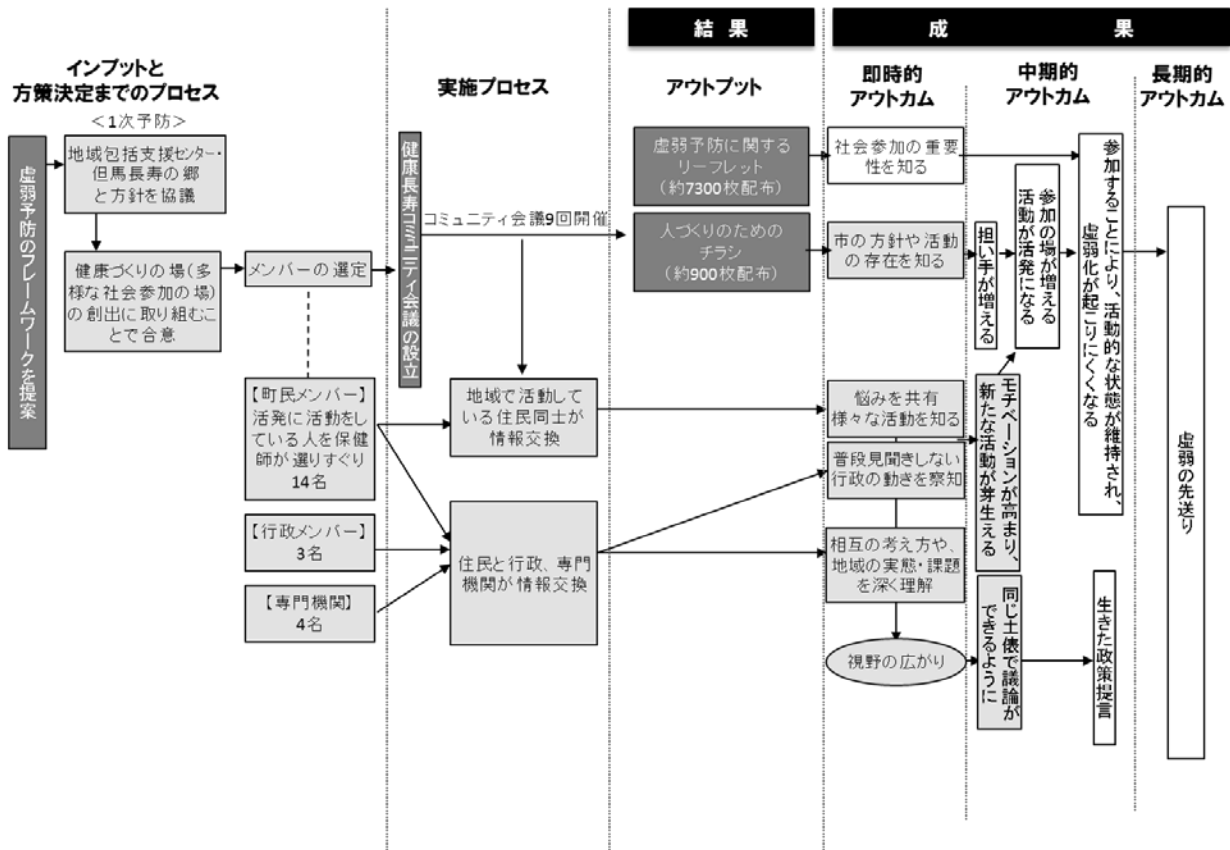 結 果
成 果
インプットと
方策決定までのプロセス
実施プロセス
アウトプット
即時的
アウトカム
中期的
アウトカム
長期的
アウトカム
＜1次予防＞
虚弱予防のフレームワークを提案
地域包括支援センター・
但馬長寿の郷
と方針を協議
健康づくりの場（多
様な社会参加の場）
の創出に取り組むこ
とで合意
メンバーの選定
【町民メンバー】
活発に活動をし
ている人を保健
師が選りすぐり
14名
【行政メンバー】
3名
【専門機関】
4名
健康長寿コミュニティ会議の設立
コミュニティ会議9回開催
地域で活動して
いる住民同士が
情報交換
住民と行政、専門
機関が情報交換
虚弱予防に関する
リーフレット
（約7300枚配布）
人づくりのための
チラシ
（約900枚配布）
社会参加の重要
性を知る
市の方針や活動
の存在を知る
悩みを共有
様々な活動を知る
普段見聞きしない
行政の動きを察知
相互の考え方や、
地域の実態・課題
を深く理解
視野の広がり
担い手が増える
参加の場が増える
活動が活発になる
モチベーションが高まり、
新たな活動が芽生える
同じ土俵で議論が
できるように
参加することにより、活動的な状態が維持され、
虚弱化が起こりにくくなる
生きた政策提言
虚弱の先送り